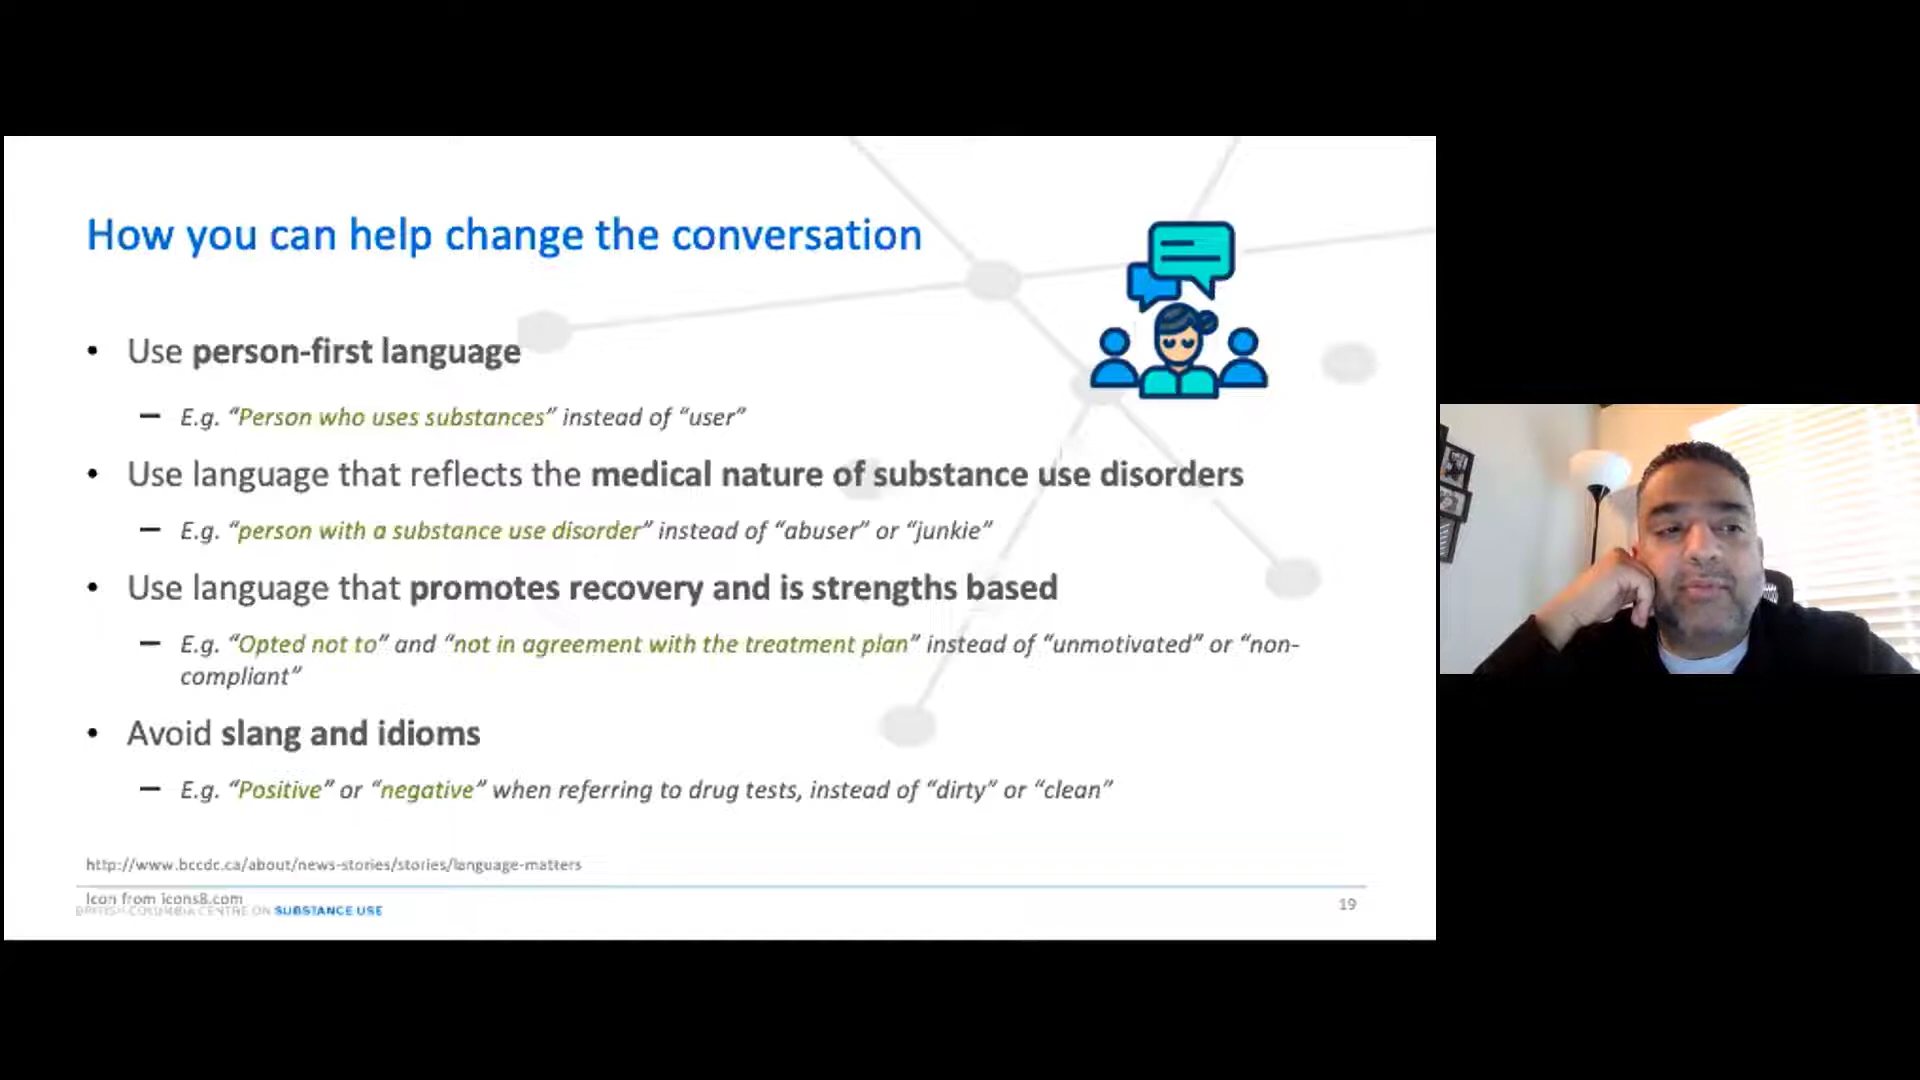 How you can help change the conversation
• Use person-first language
– E.g. “Person who uses substances” instead of “user”
• Use language that reflects the medical nature of substance use disorders
– E.g. “person with a substance use disorder” instead of “abuser” or “junkie”
• Use language that promotes recovery and is strengths based
– E.g. “Opted not to” and “not in agreement with the treatment plan” instead of “unmotivated” or “non-
compliant”
• Avoid slang and idioms
– E.g. “Positive” or “negative” when referring to drug tests, instead of “dirty” or “clean”
http://www.bccdc.ca/about/news-stories/stories/language-matters
Icon from icons8.com
BRITISH COLUMBIA CENTRE ON SUBSTANCE USE
19